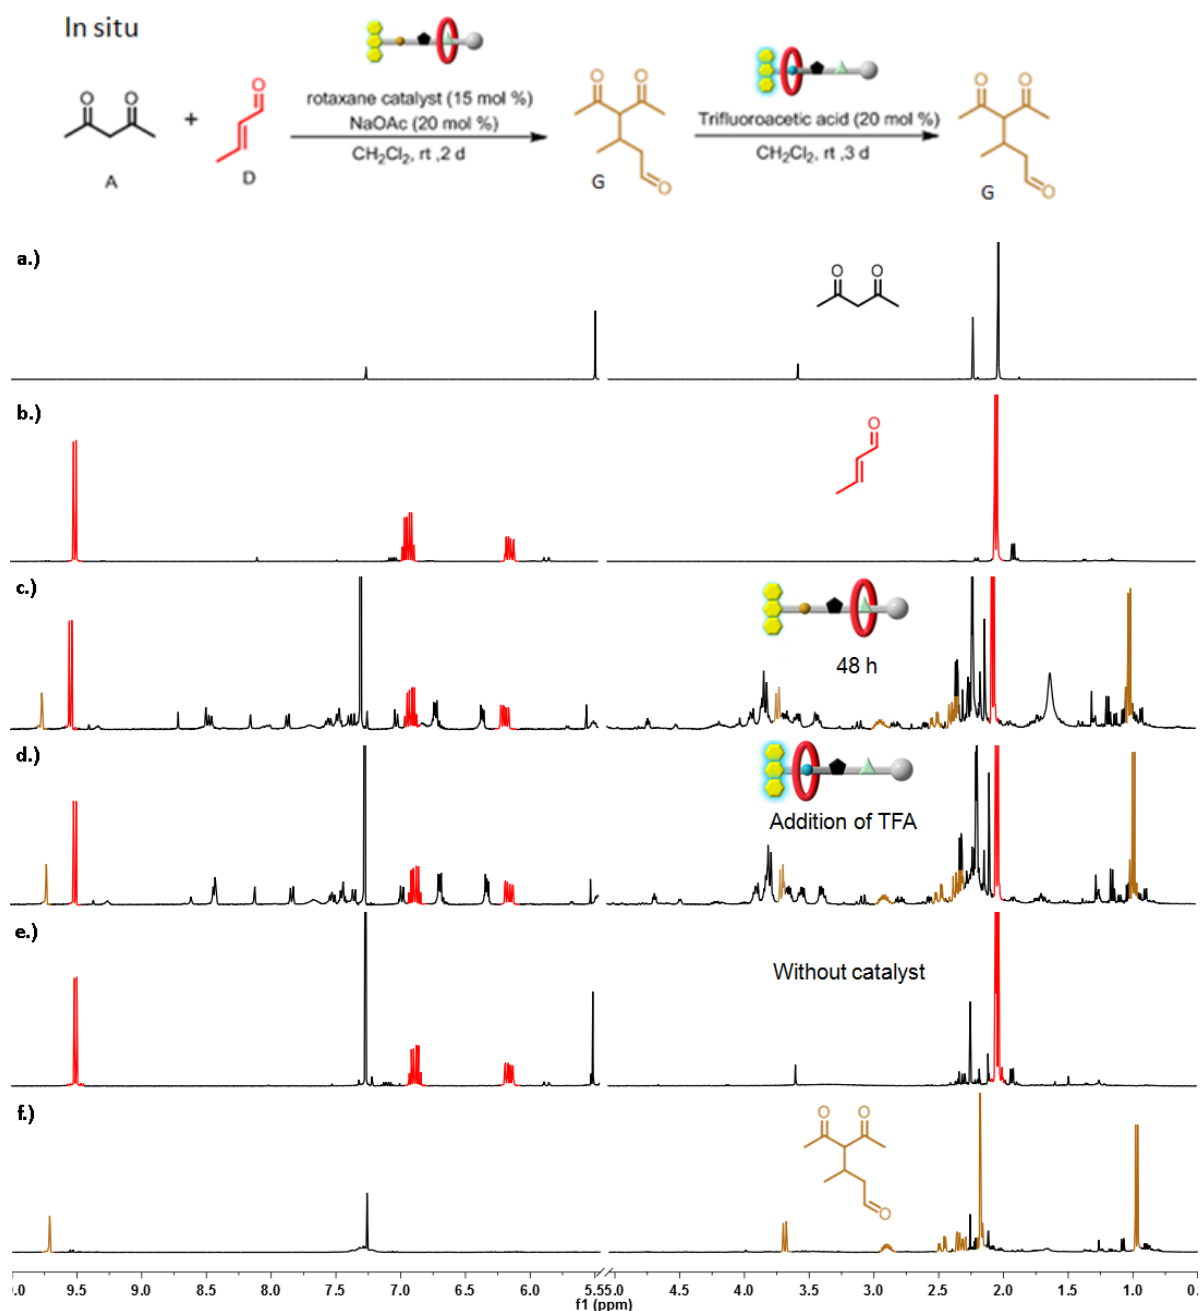 In situ
O O
O
+
A
D
rotaxane catalyst (15 mol %)
NaOAc (20 mol %)
CH2Cl2, rt ,2 d
O O
O
G
Trifluoroacetic acid (20 mol %)
CH2Cl2, rt ,3 d
O O
O
G
a.)
O O
b.)
O
c.)
48 h
d.)
Addition of TFA
e.)
Without catalyst
f.)
O O
O
0.0 9.5 9.0 8.5 8.0 7.5 7.0 6.5 6.0 5.5 5.0 4.5 4.0 3.5 3.0 2.5 2.0 1.5 1.0 0.
f1 (ppm)